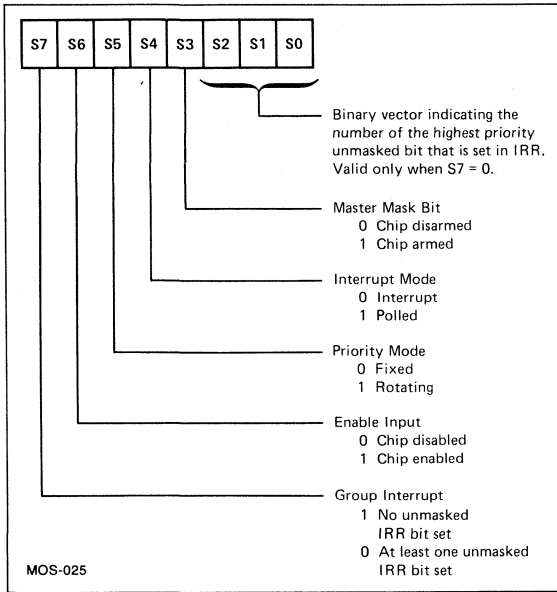 S7 S6 S5 S4 S3 S2 S1 S0
Binary vector indicating the
number of the highest priority
unmasked bit that is set in IRR.
Valid only when S7 = 0.
Master Mask Bit
0 Chip disarmed
1 Chip armed
Interrupt Mode
0 Interrupt
1 Polled
Priority Mode
0 Fixed
1 Rotating
Enable Input
0 Chip disabled
1 Chip enabled
Group Interrupt
1 No unmasked
IRR bit set
0 At least one unmasked
IRR bit set
MOS-025